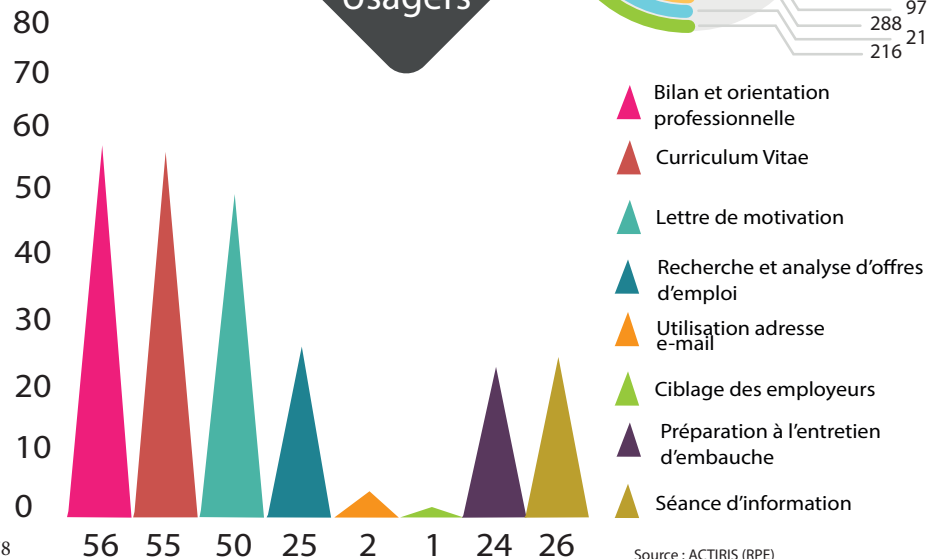 80
70
60
50
40
30
20
10
0
Usagers
97
288
21
216
Bilan et orientation
professionnelle
Curriculum Vitae
Lettre de motivation
Recherche et analyse d’offres
d’emploi
Utilisation adresse
e-mail
Ciblage des employeurs
Préparation à l’entretien
d’embauche
Séance d’information
56 55 50 25 2 1 24 26
Source : ACTIRIS (RPE)